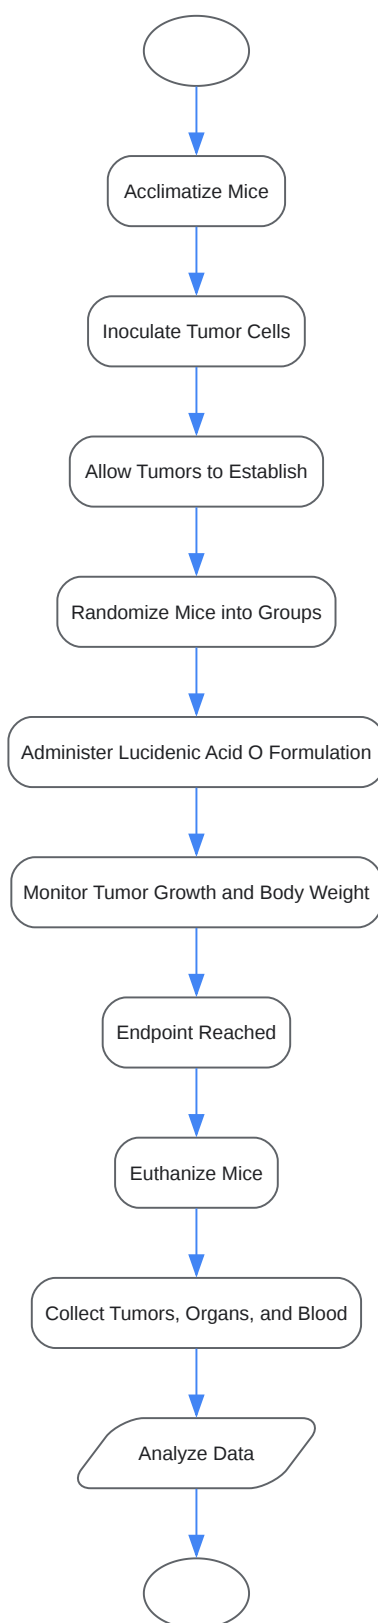 Acclimatize Mice
Inoculate Tumor Cells
Allow Tumors to Establish
Randomize Mice into Groups
Administer Lucidenic Acid O Formulation
Monitor Tumor Growth and Body Weight
Endpoint Reached
Euthanize Mice
Collect Tumors, Organs, and Blood
Analyze Data